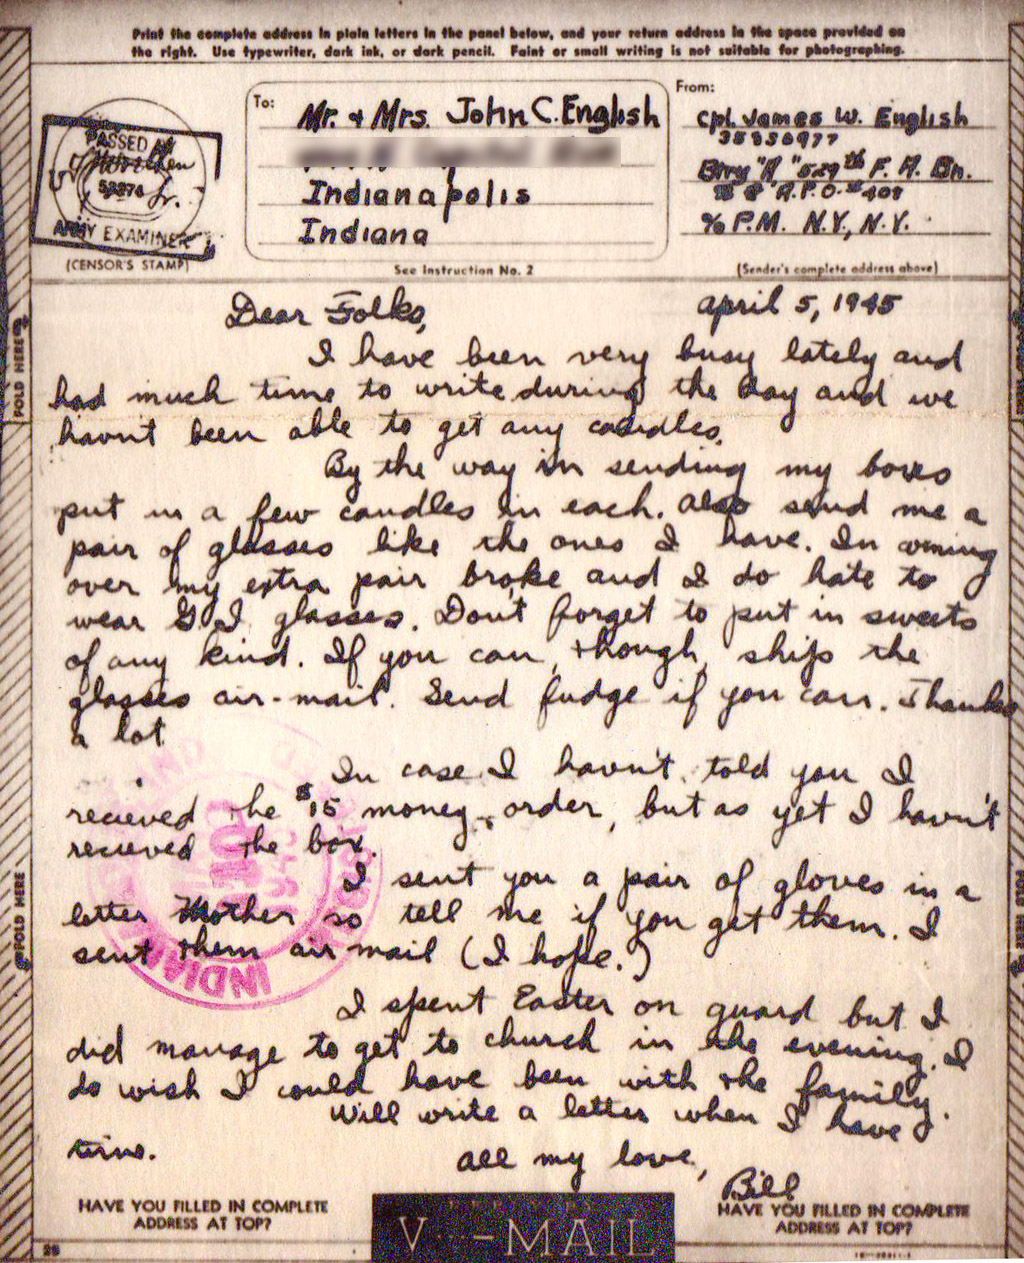 Print the complete address in plain letters in the panel below, and your return address in the space provided on
the right. Use typewriter, dark ink, or dark pencil. Faint or small writing is not suitable for photographing.
To:
Mr. + Mrs. John C. English
Indianapolis
Indiana
From:
Cpl. James W. English
Btry "A" 529th F. A. Bn.
A.P.O.
c/o P.M. N.Y., N.Y.
PASSED BY
Jr.
ARMY EXAMINER
(CENSOR'S STAMP)
See Instruction No. 2
(Sender's complete address above)
FOLD HERE
Dear Folks,
april 5, 1945
I have been very busy lately and
had much time to write during the day and we
havn't been able to get any candles.
By the way in sending my boxes
put in a few candles in each. Also send me a
pair of glasses like the ones I have. In coming
over my extra pair broke and I do hate to
wear G I glasses. Don't forget to put in sweets
of any kind. If you can, though, ship the
glasses air-mail. Send fudge if you can. Thanks
a lot
In case I havn't told you I
recieved the $15 money order, but as yet I havn't
recieved the box.
I sent you a pair of gloves in a
letter Mother so tell me if you get them. I
sent them air mail (I hope.)
I spent Easter on guard but I
did manage to get to church in the evening. I
do wish I could have been with the family.
Will write a letter when I have
time.
All my love,
Bill
FOLD HERE
HAVE YOU FILLED IN COMPLETE
ADDRESS AT TOP?
V···—MAIL
HAVE YOU FILLED IN COMPLETE
ADDRESS AT TOP?